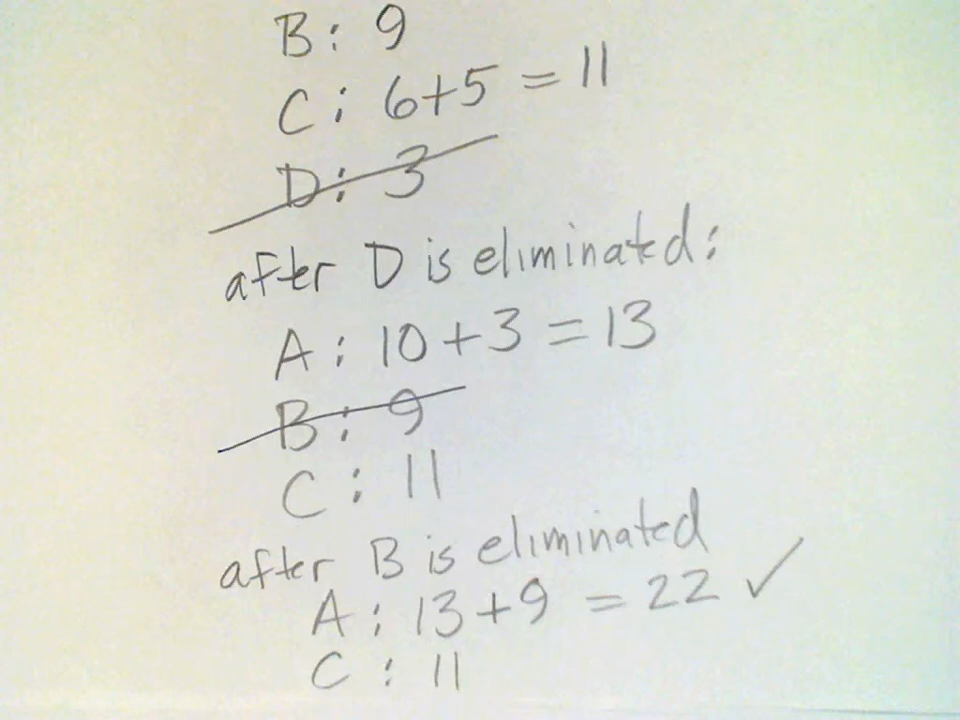 B: 9
C: 6+5 = 11
D: 3
after D is eliminated:
A: 10+3 = 13
B: 9
C: 11
after B is eliminated
A: 13+9 = 22 ✓
C: 11